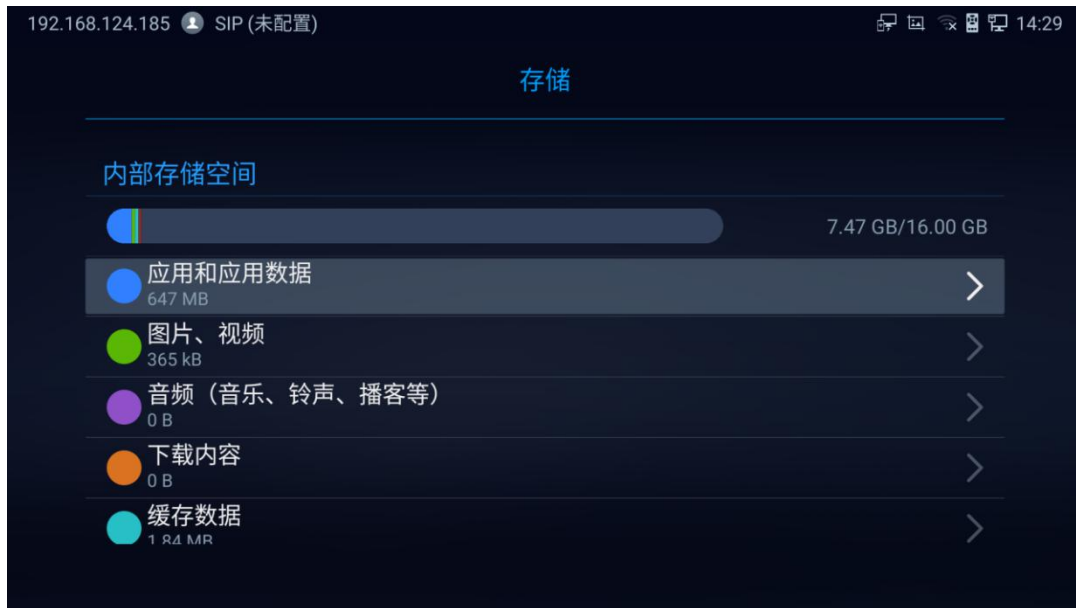 192.168.124.185 SIP (未配置) 14:29
存储
内部存储空间
7.47 GB/16.00 GB
应用和应用数据
647 MB
图片、视频
365 kB
音频（音乐、铃声、播客等）
0 B
下载内容
0 B
缓存数据
1.84 MB